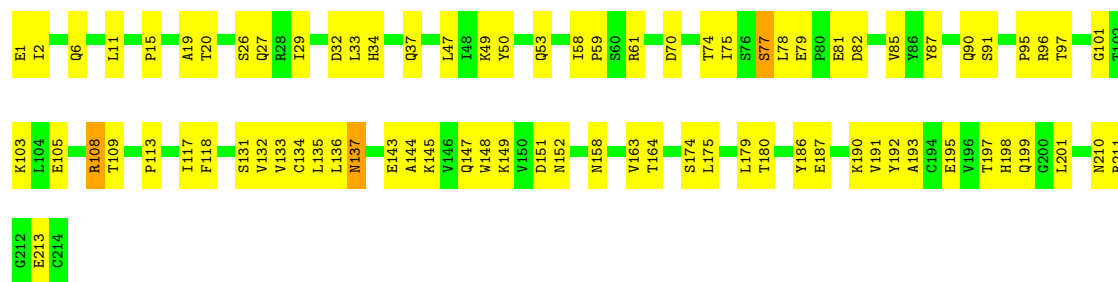 E1 I2 Q6 L11 P15 A19 T20 S26 Q27 R28 I29 D32 L33 H34 Q37 L47 I48 K49 Y50 Q53 I58 P59 S60 R61 D70 T74 I75 S76 S77 L78 E79 P80 E81 D82 V85 Y86 Y87 Q90 S91 P95 R96 T97 G101 T102
K103 L104 E105 R108 T109 P113 I117 F118 S131 V132 V133 C134 L135 L136 N137 E143 A144 K145 V146 Q147 W148 K149 V150 D151 N152 N158 V163 T164 S174 L175 L179 T180 Y186 E187 K190 V191 Y192 A193 C194 E195 V196 T197 H198 Q199 G200 L201 N210 R211
G212 E213 C214